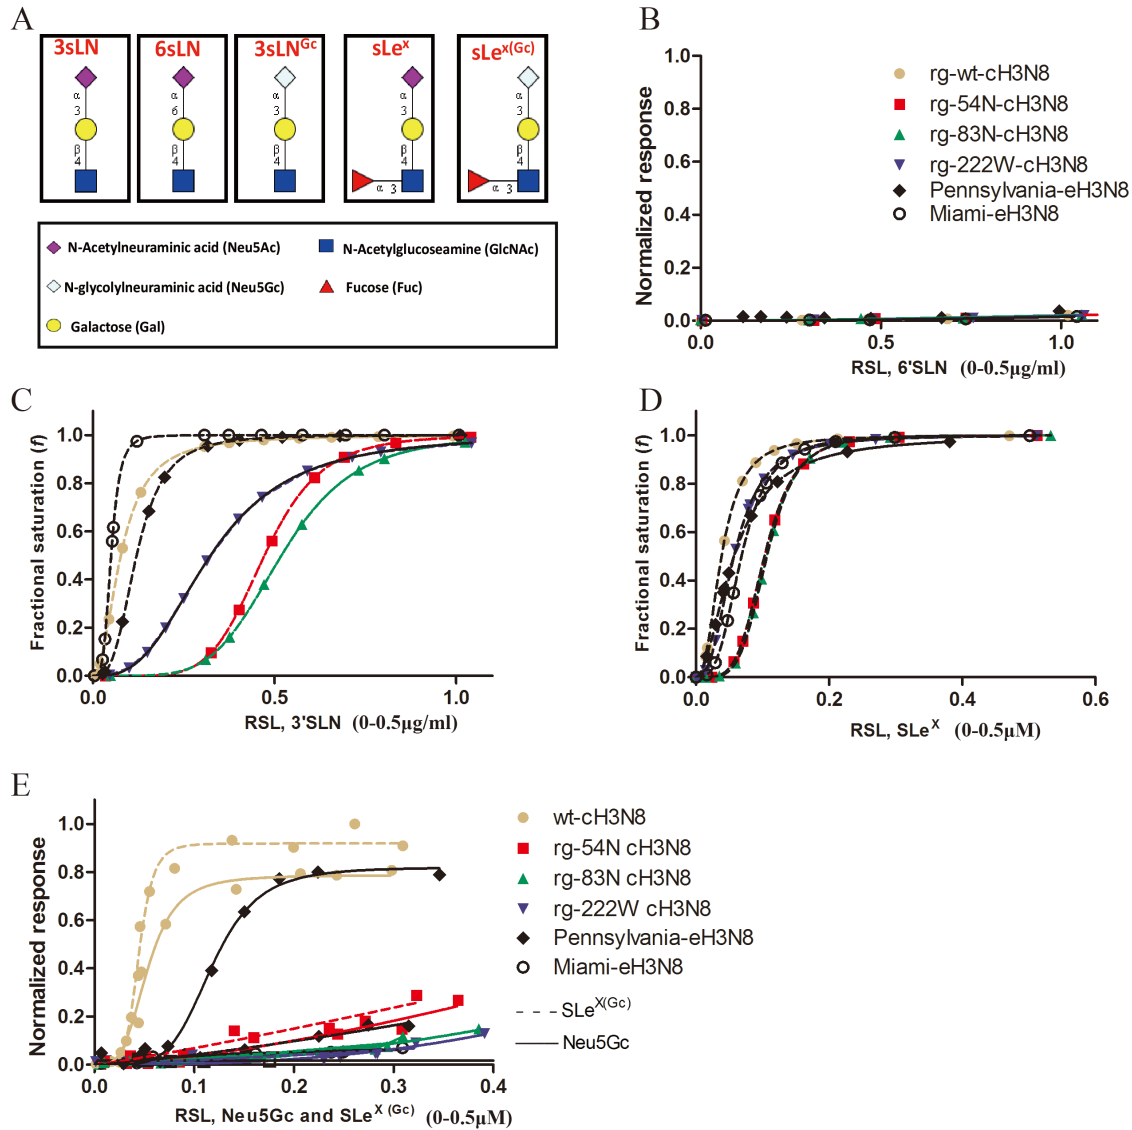 A
3sLN
6sLN
3sLNGc
sLex
sLex(Gc)
α
3
β
4
α
6
β
4
α
3
β
4
α
3
β
4
α 3
α
3
β
4
α 3
N-Acetylneuraminic acid (Neu5Ac)
N-Acetylglucoseamine (GlcNAc)
N-glycolylneuraminic acid (Neu5Gc)
Fucose (Fuc)
Galactose (Gal)
B
Normalized response
1.0
0.8
0.6
0.4
0.2
0.0
0.0 0.5 1.0
RSL, 6'SLN (0-0.5µg/ml)
rg-wt-cH3N8
rg-54N-cH3N8
rg-83N-cH3N8
rg-222W-cH3N8
Pennsylvania-eH3N8
Miami-eH3N8
C
Fractional saturation (f)
1.0
0.8
0.6
0.4
0.2
0.0
0.0 0.5 1.0
RSL, 3'SLN (0-0.5µg/ml)
D
Fractional saturation (f)
1.0
0.8
0.6
0.4
0.2
0.0
0.0 0.2 0.4 0.6
RSL, SLeX (0-0.5µM)
E
Normalized response
1.0
0.8
0.6
0.4
0.2
0.0
0.0 0.1 0.2 0.3 0.4
RSL, Neu5Gc and SLeX (Gc) (0-0.5µM)
wt-cH3N8
rg-54N cH3N8
rg-83N cH3N8
rg-222W cH3N8
Pennsylvania-eH3N8
Miami-eH3N8
SLeX(Gc)
Neu5Gc